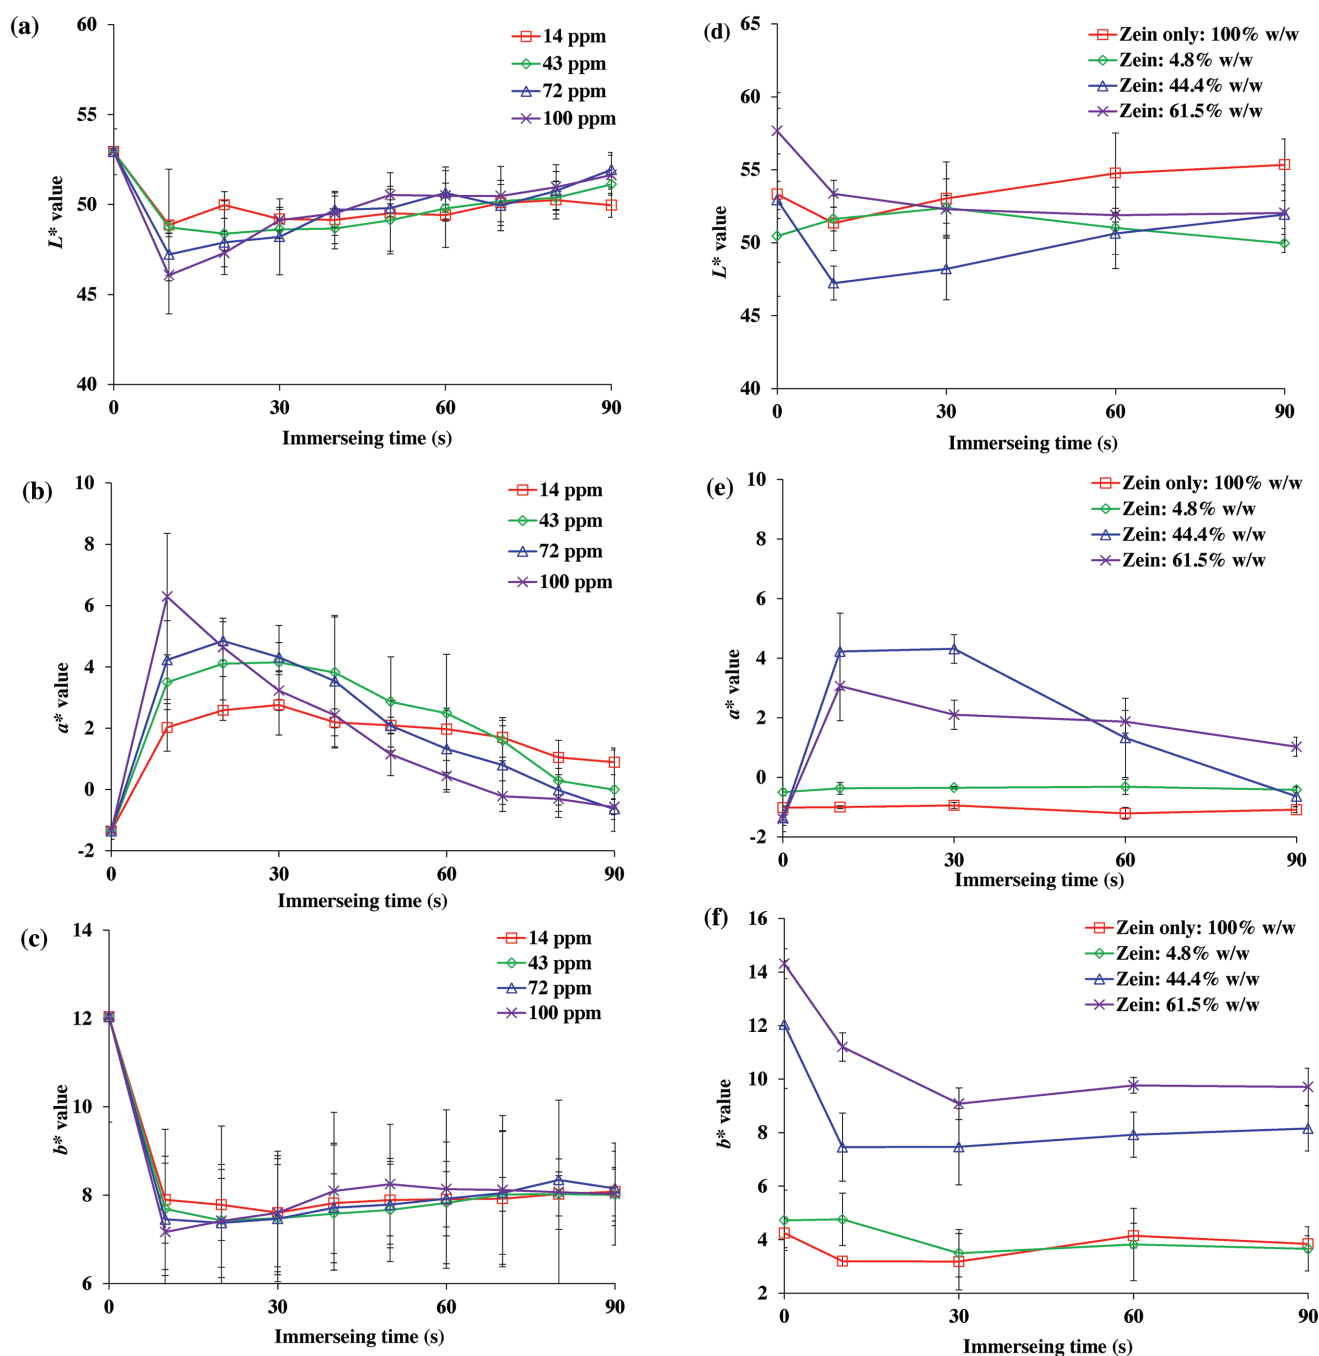 (a)
60
55
50
45
40
L* value
0 30 60 90
Immerseing time (s)
14 ppm
43 ppm
72 ppm
100 ppm
(d)
65
60
55
50
45
40
L* value
0 30 60 90
Immerseing time (s)
Zein only: 100% w/w
Zein: 4.8% w/w
Zein: 44.4% w/w
Zein: 61.5% w/w
(b)
10
8
6
4
2
0
-2
a* value
0 30 60 90
Immerseing time (s)
14 ppm
43 ppm
72 ppm
100 ppm
(e)
10
8
6
4
2
0
-2
a* value
0 30 60 90
Immerseing time (s)
Zein only: 100% w/w
Zein: 4.8% w/w
Zein: 44.4% w/w
Zein: 61.5% w/w
(c)
14
12
10
8
6
b* value
0 30 60 90
Immerseing time (s)
14 ppm
43 ppm
72 ppm
100 ppm
(f)
16
14
12
10
8
6
4
2
b* value
0 30 60 90
Immerseing time (s)
Zein only: 100% w/w
Zein: 4.8% w/w
Zein: 44.4% w/w
Zein: 61.5% w/w